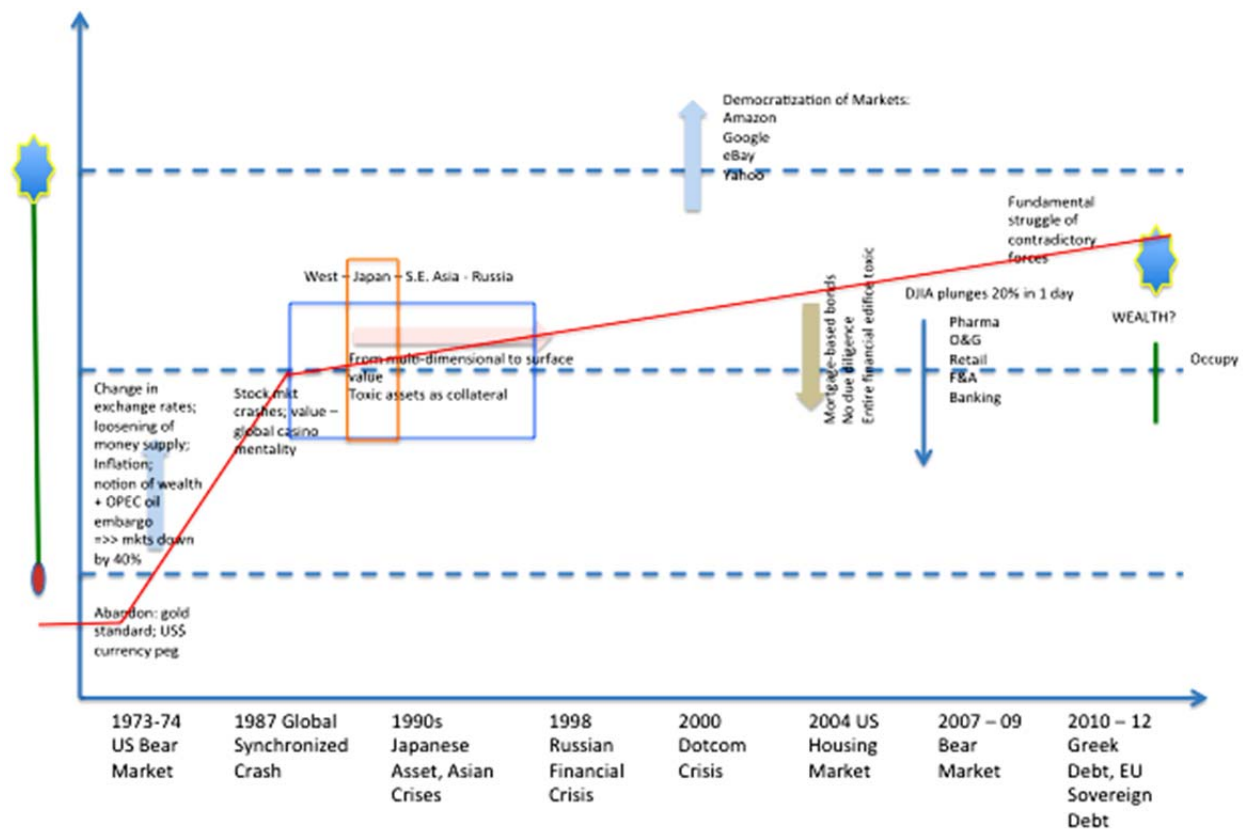 Democratization of Markets:
Amazon
Google
eBay
Yahoo
Fundamental
struggle of
contradictory
forces
West – Japan – S.E. Asia - Russia
DJIA plunges 20% in 1 day
WEALTH?
Pharma
O&G
Retail
F&A
Banking
Occupy
Mortgage-based bonds
No due diligence
Entire financial edifice toxic
From multi-dimensional to surface
value
Toxic assets as collateral
Change in
exchange rates;
loosening of
money supply;
Inflation;
notion of wealth
+ OPEC oil
embargo
=>> mkts down
by 40%
Stock mkt
crashes; value –
global casino
mentality
Abandon: gold
standard; US$
currency peg
1973-74
US Bear
Market
1987 Global
Synchronized
Crash
1990s
Japanese
Asset, Asian
Crises
1998
Russian
Financial
Crisis
2000
Dotcom
Crisis
2004 US
Housing
Market
2007 – 09
Bear
Market
2010 – 12
Greek
Debt, EU
Sovereign
Debt